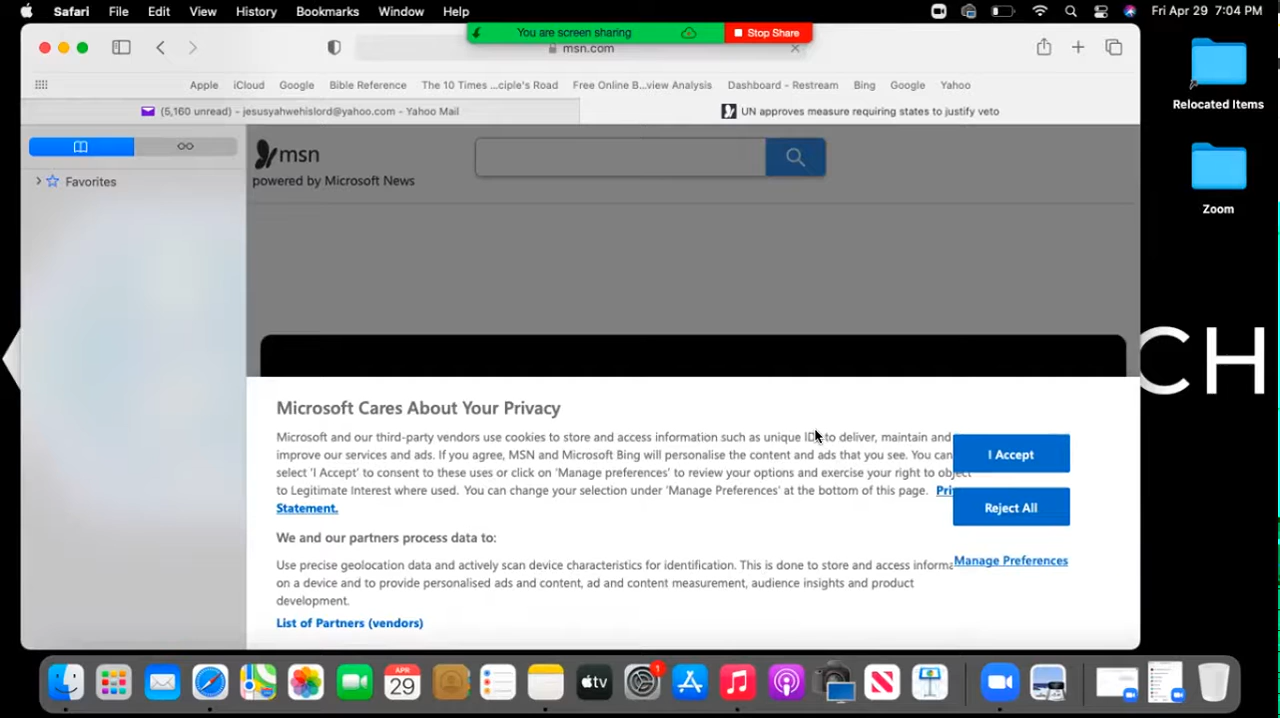 Safari File Edit View History Bookmarks Window Help Fri Apr 29 7:04 PM
You are screen sharing Stop Share
msn.com
Relocated Items
Apple iCloud Google Bible Reference The 10 Times ...ciple's Road Free Online B...view Analysis Dashboard - Restream Bing Google Yahoo
(5,160 unread) - jesusyahwehislord@yahoo.com - Yahoo Mail UN approves measure requiring states to justify veto
msn
powered by Microsoft News
Favorites
Zoom
CH
Microsoft Cares About Your Privacy
Microsoft and our third-party vendors use cookies to store and access information such as unique ID to deliver, maintain and
improve our services and ads. If you agree, MSN and Microsoft Bing will personalise the content and ads that you see. You can
select 'I Accept' to consent to these uses or click on 'Manage preferences' to review your options and exercise your right to object
to Legitimate Interest where used. You can change your selection under 'Manage Preferences' at the bottom of this page.
Statement.
I Accept
Reject All
Manage Preferences
We and our partners process data to:
Use precise geolocation data and actively scan device characteristics for identification. This is done to store and access informa
on a device and to provide personalised ads and content, ad and content measurement, audience insights and product
development.
List of Partners (vendors)
APR
29
tv
1